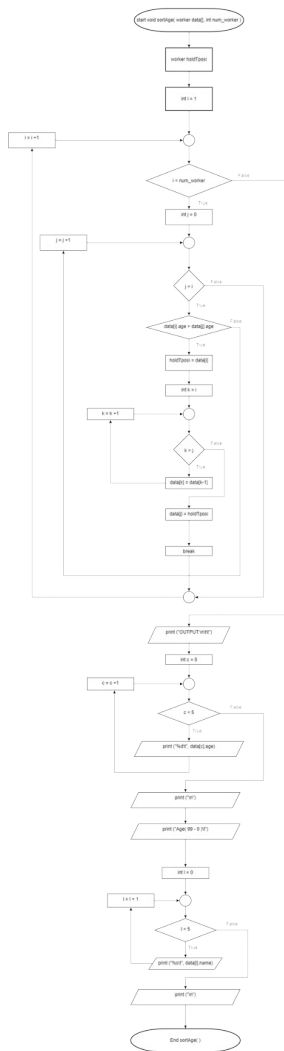 start void sortAge( worker data[], int num_worker )
worker holdTposi
int i = 1
i = i +1
i < num_worker
False
True
int j = 0
j = j +1
j < i
False
True
data[i].age > data[j].age
False
True
holdTposi = data[i]
int k = i
k = k +1
k > j
False
True
data[k] = data[k-1]
data[j] = holdTposi
break
int c = 0
c = c +1
c < 5
False
True
print ("%d\t", data[c].age)
print ("\n")
print ("Age( 99 - 0 )\t")
int l = 0
l = l + 1
l < 5
False
True
print ("%s\t", data[l].name)
print ("\n")
End sortAge( )